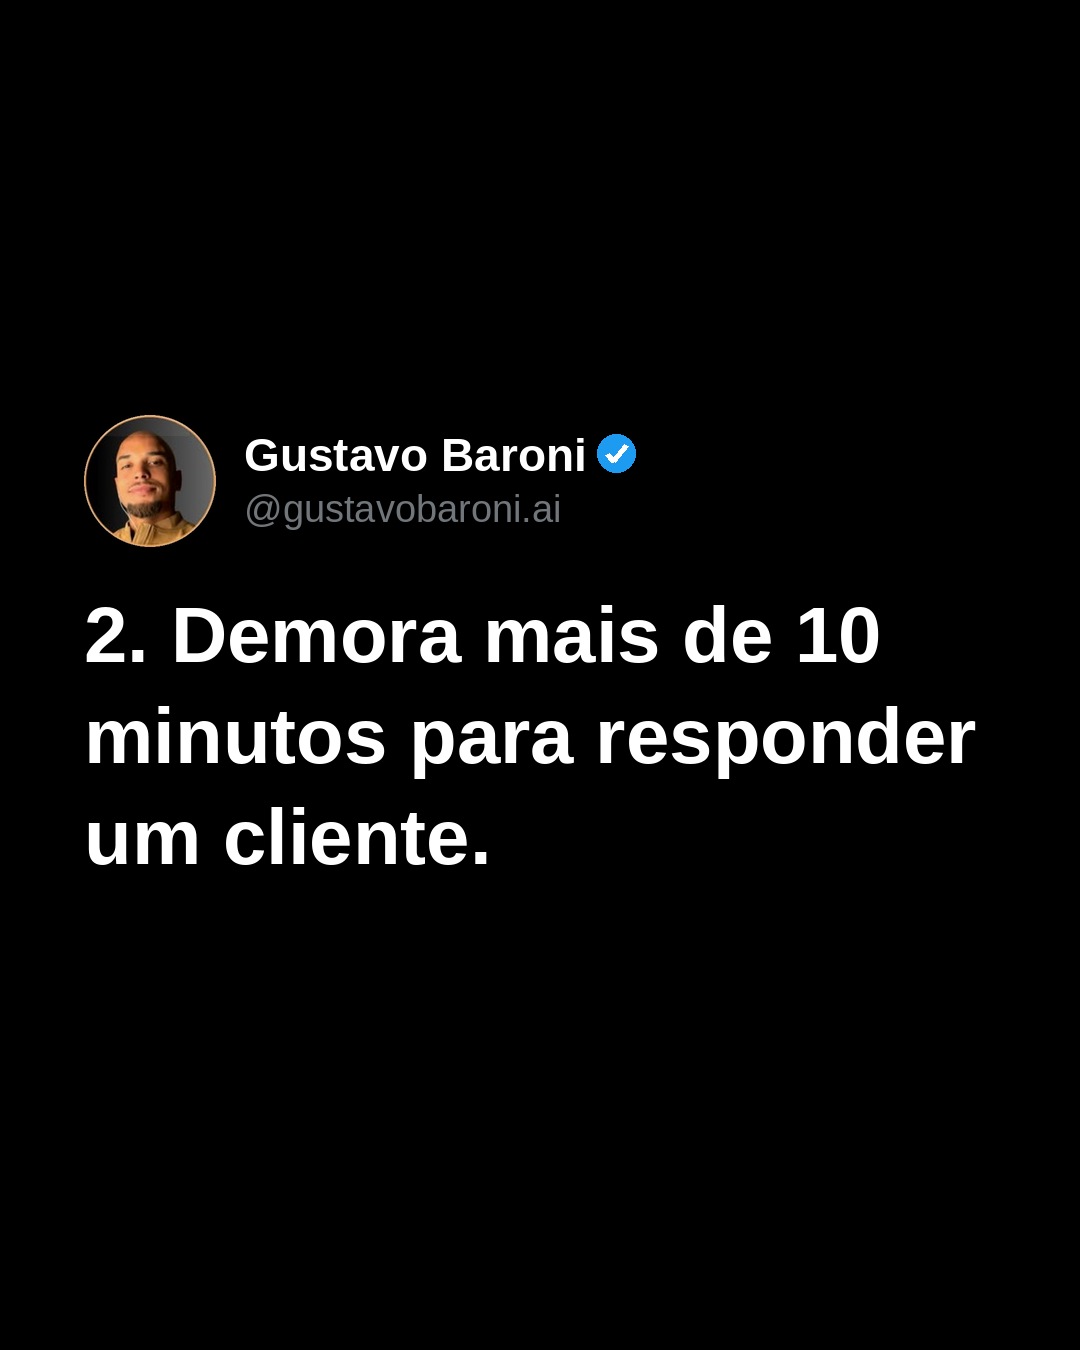 Gustavo Baroni
@gustavobaroni.ai
2. Demora mais de 10
minutos para responder
um cliente.